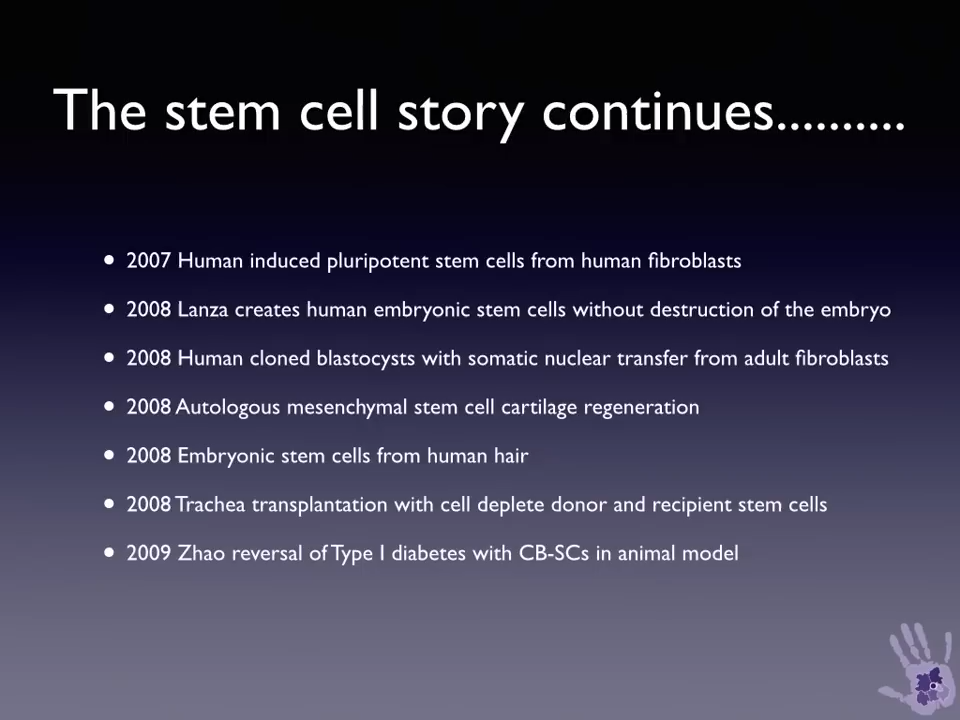 The stem cell story continues..........
• 2007 Human induced pluripotent stem cells from human fibroblasts
• 2008 Lanza creates human embryonic stem cells without destruction of the embryo
• 2008 Human cloned blastocysts with somatic nuclear transfer from adult fibroblasts
• 2008 Autologous mesenchymal stem cell cartilage regeneration
• 2008 Embryonic stem cells from human hair
• 2008 Trachea transplantation with cell deplete donor and recipient stem cells
• 2009 Zhao reversal of Type I diabetes with CB-SCs in animal model